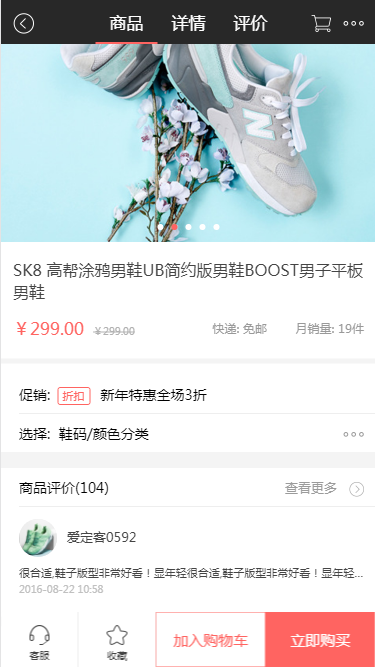 商品 详情 评价
N
SK8 高帮涂鸦男鞋UB简约版男鞋BOOST男子平板
男鞋
￥299.00 ￥299.00 快递: 免邮 月销量: 19件
促销: 折扣 新年特惠全场3折
选择: 鞋码/颜色分类
商品评价(104) 查看更多
爱定客0592
很合适,鞋子版型非常好看！显年轻很合适,鞋子版型非常好看！显年轻...
2016-08-22 10:58
客服 收藏 加入购物车 立即购买